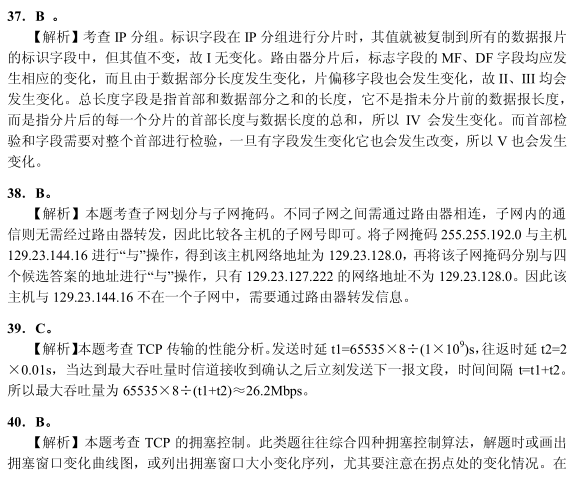 37．B 。
【解析】考查 IP 分组。标识字段在 IP 分组进行分片时，其值就被复制到所有的数据报片
的标识字段中，但其值不变，故 I 无变化。路由器分片后，标志字段的 MF、DF 字段均应发
生相应的变化，而且由于数据部分长度发生变化，片偏移字段也会发生变化，故 II、III 均会
发生变化。总长度字段是指首部和数据部分之和的长度，它不是指未分片前的数据报长度，
而是指分片后的每一个分片的首部长度与数据长度的总和，所以 IV 会发生变化。而首部检
验和字段需要对整个首部进行检验，一旦有字段发生变化它也会发生改变，所以 V 也会发生
变化。
38．B。
【解析】本题考查子网划分与子网掩码。不同子网之间需通过路由器相连，子网内的通
信则无需经过路由器转发，因此比较各主机的子网号即可。将子网掩码 255.255.192.0 与主机
129.23.144.16 进行“与”操作，得到该主机网络地址为 129.23.128.0，再将该子网掩码分别与四
个候选答案的地址进行“与”操作，只有 129.23.127.222 的网络地址不为 129.23.128.0。因此该
主机与 129.23.144.16 不在一个子网中，需要通过路由器转发信息。
39．C。
【解析】本题考查 TCP 传输的性能分析。发送时延 t1=65535×8÷(1×10⁹)s，往返时延 t2=2
×0.01s，当达到最大吞吐量时信道接收到确认之后立刻发送下一报文段，时间间隔 t=t1+t2。
所以最大吞吐量为 65535×8÷(t1+t2)≈26.2Mbps。
40．B。
【解析】本题考查 TCP 的拥塞控制。此类题往往综合四种拥塞控制算法，解题时或画出
拥塞窗口变化曲线图，或列出拥塞窗口大小变化序列，尤其要注意在拐点处的变化情况。在